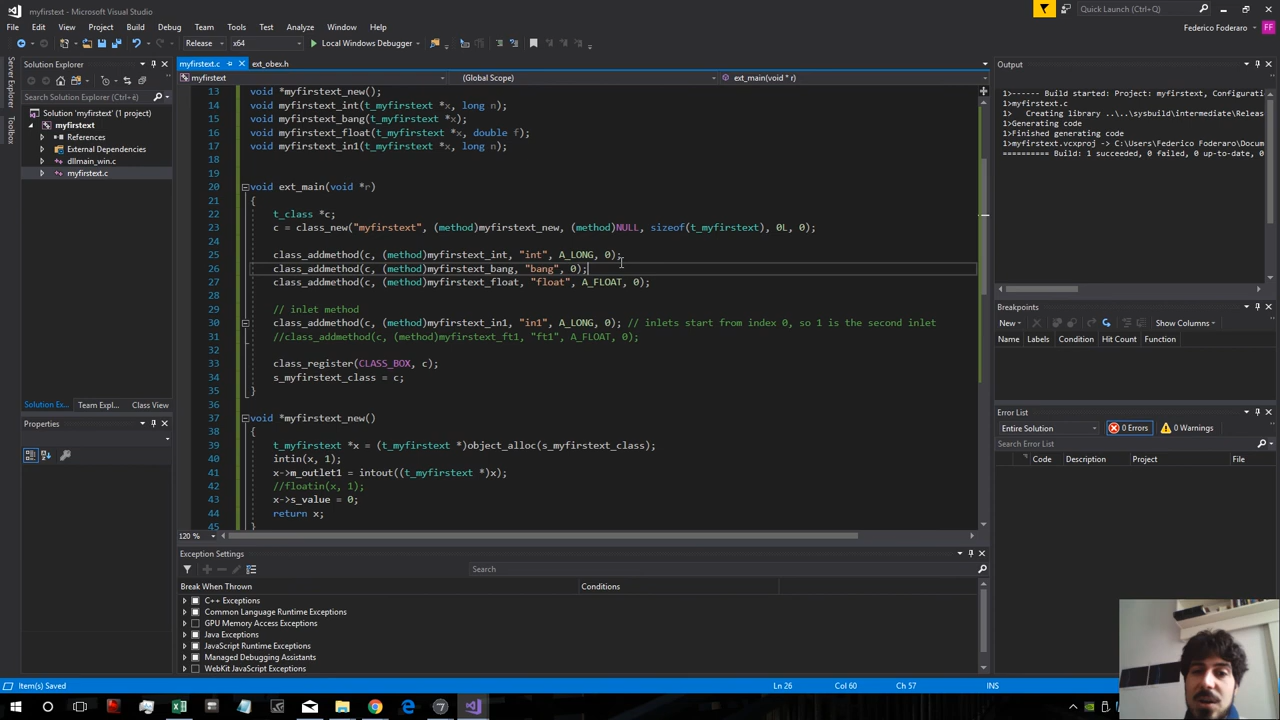 myfirstext - Microsoft Visual Studio
Quick Launch (Ctrl+Q)
File Edit View Project Build Debug Team Tools Test Analyze Window Help
Federico Foderaro FF
Release x64 Local Windows Debugger
Server Explorer
Toolbox
Solution Explorer
Search Solution Explorer (Ctrl+è)
Solution 'myfirstext' (1 project)
myfirstext
References
External Dependencies
dllmain_win.c
myfirstext.c
Solution Ex... Team Expl... Class View
Properties
myfirstext.c ext_obex.h
myfirstext (Global Scope) ext_main(void * r)
13 void *myfirstext_new();
14 void myfirstext_int(t_myfirstext *x, long n);
15 void myfirstext_bang(t_myfirstext *x);
16 void myfirstext_float(t_myfirstext *x, double f);
17 void myfirstext_in1(t_myfirstext *x, long n);
18
19
20 void ext_main(void *r)
21 {
22 t_class *c;
23 c = class_new("myfirstext", (method)myfirstext_new, (method)NULL, sizeof(t_myfirstext), 0L, 0);
24
25 class_addmethod(c, (method)myfirstext_int, "int", A_LONG, 0);
26 class_addmethod(c, (method)myfirstext_bang, "bang", 0);
27 class_addmethod(c, (method)myfirstext_float, "float", A_FLOAT, 0);
28
29 // inlet method
30 class_addmethod(c, (method)myfirstext_in1, "in1", A_LONG, 0); // inlets start from index 0, so 1 is the second inlet
31 //class_addmethod(c, (method)myfirstext_ft1, "ft1", A_FLOAT, 0);
32
33 class_register(CLASS_BOX, c);
34 s_myfirstext_class = c;
35 }
36
37 void *myfirstext_new()
38 {
39 t_myfirstext *x = (t_myfirstext *)object_alloc(s_myfirstext_class);
40 intin(x, 1);
41 x->m_outlet1 = intout((t_myfirstext *)x);
42 //floatin(x, 1);
43 x->s_value = 0;
44 return x;
45 }
120 %
Exception Settings
Search
Break When Thrown Conditions
C++ Exceptions
Common Language Runtime Exceptions
GPU Memory Access Exceptions
Java Exceptions
JavaScript Runtime Exceptions
Managed Debugging Assistants
WebKit JavaScript Exceptions
Output
1>------ Build started: Project: myfirstext, Configuration
1>myfirstext.c
1> Creating library ..\..\sysbuild\intermediate\Releas
1>Generating code
1>Finished generating code
1>myfirstext.vcxproj -> C:\Users\Federico Foderaro\Docum
========== Build: 1 succeeded, 0 failed, 0 up-to-date, 0
Breakpoints
New Show Columns
Name Labels Condition Hit Count Function
Error List
Entire Solution 0 Errors 0 Warnings
Search Error List
Code Description Project File
Item(s) Saved Ln 26 Col 60 Ch 57 INS